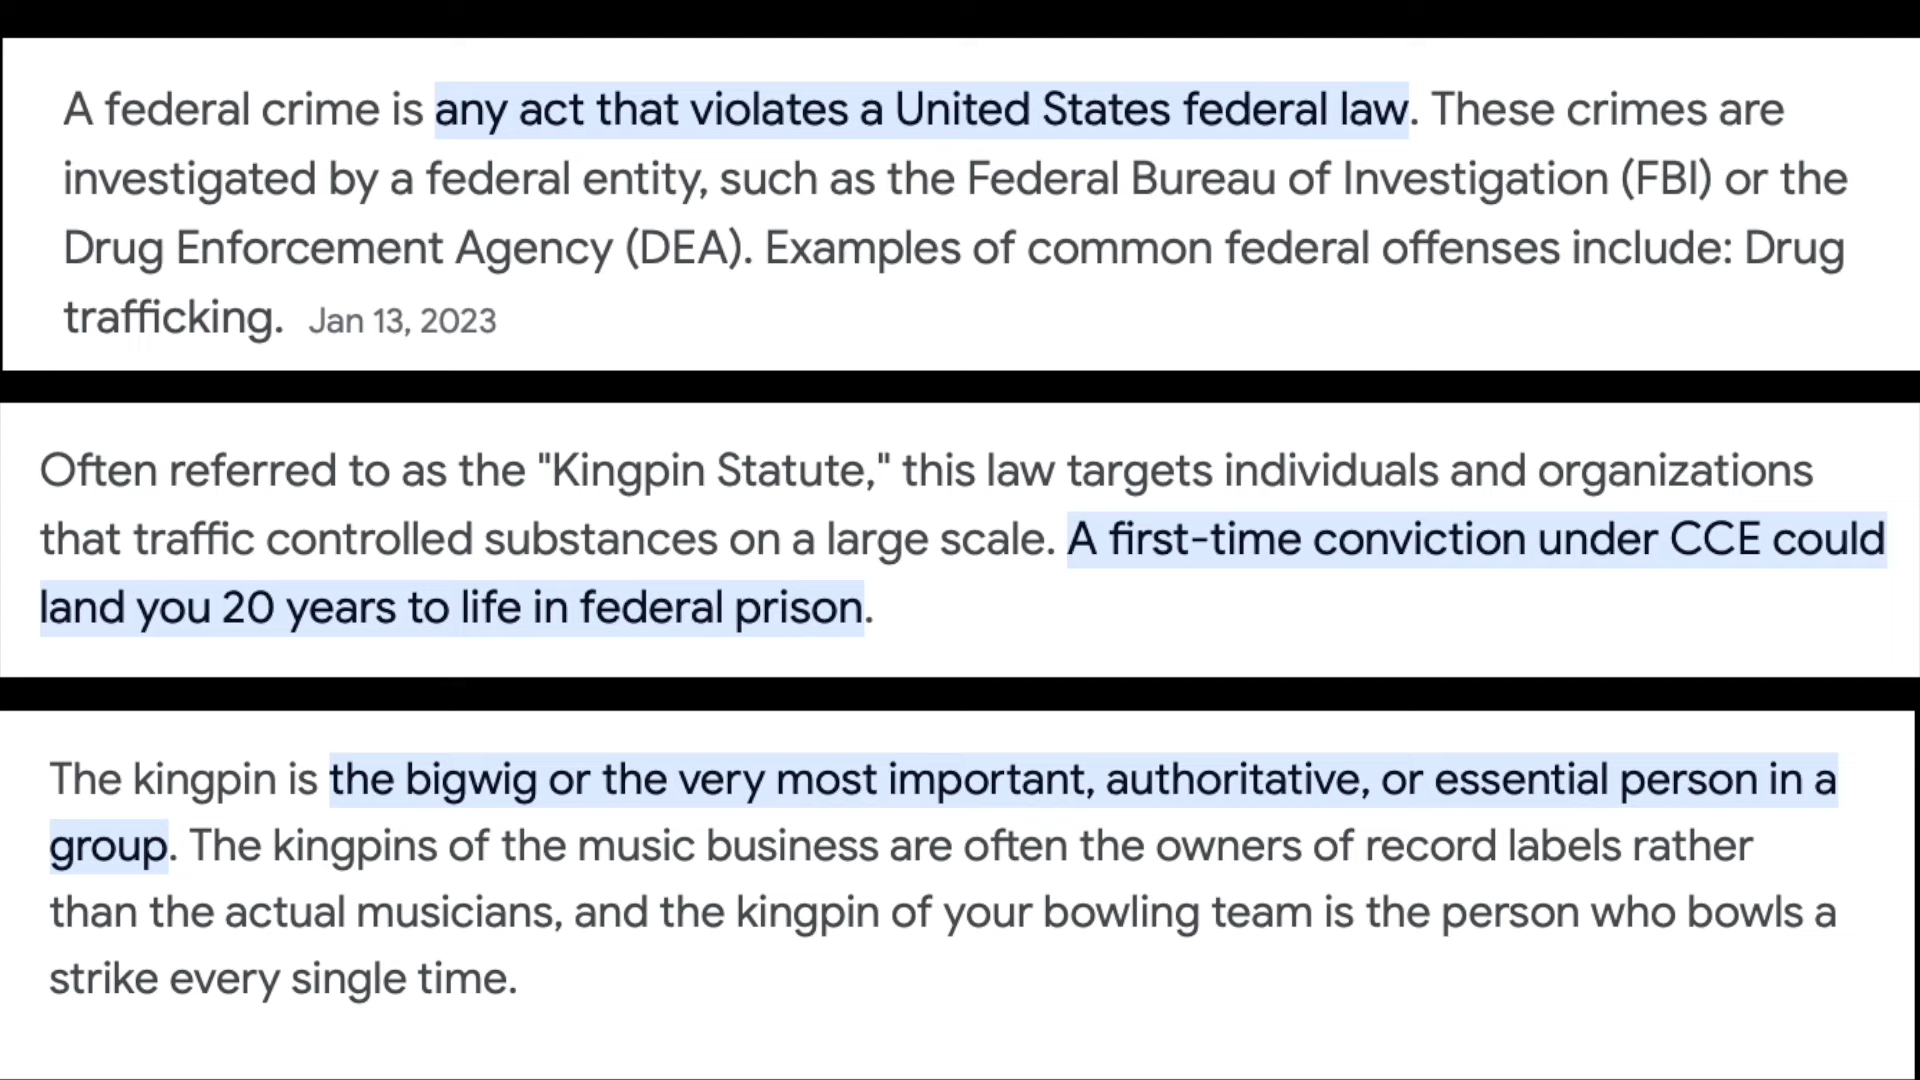 A federal crime is any act that violates a United States federal law. These crimes are
investigated by a federal entity, such as the Federal Bureau of Investigation (FBI) or the
Drug Enforcement Agency (DEA). Examples of common federal offenses include: Drug
trafficking. Jan 13, 2023
Often referred to as the "Kingpin Statute," this law targets individuals and organizations
that traffic controlled substances on a large scale. A first-time conviction under CCE could
land you 20 years to life in federal prison.
The kingpin is the bigwig or the very most important, authoritative, or essential person in a
group. The kingpins of the music business are often the owners of record labels rather
than the actual musicians, and the kingpin of your bowling team is the person who bowls a
strike every single time.